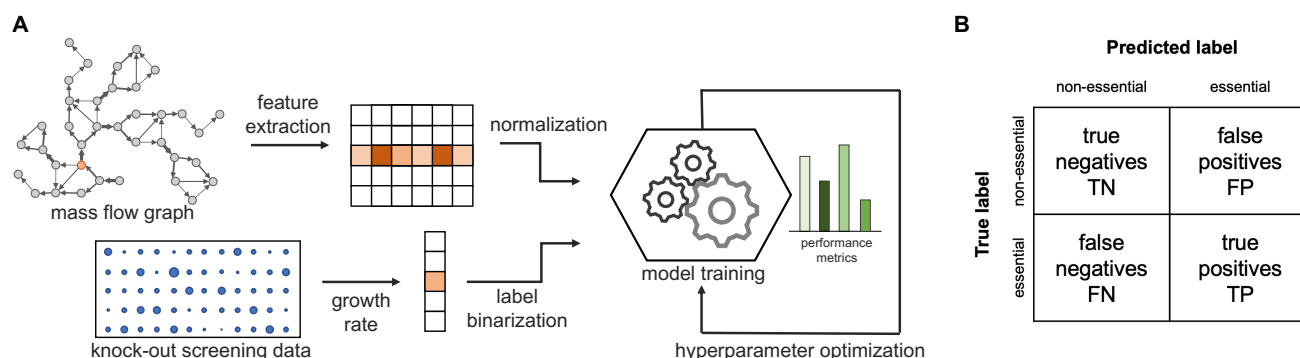 A
mass flow graph
feature
extraction
normalization
knock-out screening data
growth
rate
label
binarization
model training
performance
metrics
hyperparameter optimization
B
Predicted label
non-essential
essential
True label
non-essential
essential
true
negatives
TN
false
positives
FP
false
negatives
FN
true
positives
TP